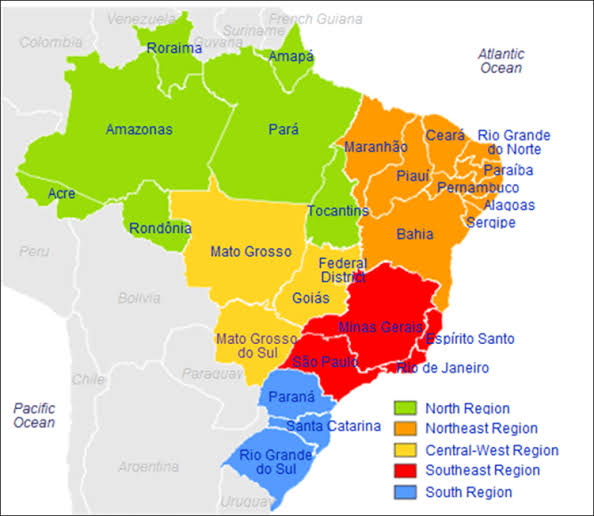 Venezuela
French Guyana
Suriname
Guyana
Colombia
Roraima
Amapá
Atlantic
Ocean
Amazonas
Pará
Maranhão
Ceará
Rio Grande
do Norte
Paraíba
Piauí
Pernambuco
Acre
Tocantins
Alagoas
Sergipe
Rondônia
Bahia
Mato Grosso
Peru
Federal
District
Goiás
Bolivia
Minas Gerais
Espírito Santo
Mato Grosso
do Sul
São Paulo
Rio de Janeiro
Paraguay
Chile
Paraná
Pacific
Ocean
Santa Catarina
Rio Grande
do Sul
Argentina
Uruguay
North Region
Northeast Region
Central-West Region
Southeast Region
South Region